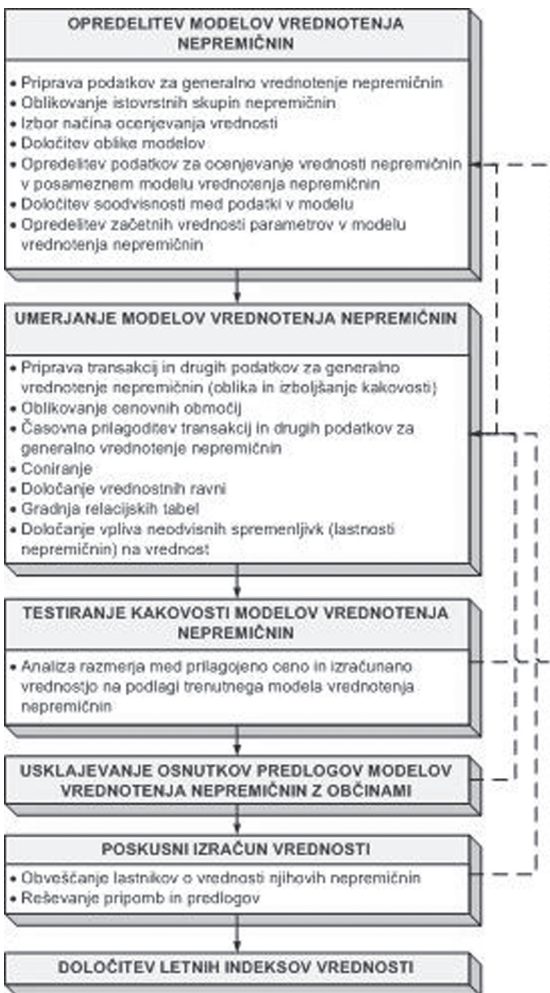 OPREDELITEV MODELOV VREDNOTENJA
NEPREMIČNIN
• Priprava podatkov za generalno vrednotenje nepremičnin
• Oblikovanje istovrstnih skupin nepremičnin
• Izbor načina ocenjevanja vrednosti
• Določitev oblike modelov
• Opredelitev podatkov za ocenjevanje vrednosti nepremičnin
v posameznem modelu vrednotenja nepremičnin
• Določitev soodvisnosti med podatki v modelu
• Opredelitev začetnih vrednosti parametrov v modelu
vrednotenja nepremičnin
UMERJANJE MODELOV VREDNOTENJA NEPREMIČNIN
• Priprava transakcij in drugih podatkov za generalno
vrednotenje nepremičnin (oblika in izboljšanje kakovosti)
• Oblikovanje cenovnih območij
• Časovna prilagoditev transakcij in drugih podatkov za
generalno vrednotenje nepremičnin
• Coniranje
• Določanje vrednostnih ravni
• Gradnja relacijskih tabel
• Določanje vpliva neodvisnih spremenljivk (lastnosti
nepremičnin) na vrednost
TESTIRANJE KAKOVOSTI MODELOV VREDNOTENJA
NEPREMIČNIN
• Analiza razmerja med prilagojeno ceno in izračunano
vrednostjo na podlagi trenutnega modela vrednotenja
nepremičnin
USKLAJEVANJE OSNUTKOV PREDLOGOV MODELOV
VREDNOTENJA NEPREMIČNIN Z OBČINAMI
POSKUSNI IZRAČUN VREDNOSTI
• Obveščanje lastnikov o vrednosti njihovih nepremičnin
• Reševanje pripomb in predlogov
DOLOČITEV LETNIH INDEKSOV VREDNOSTI